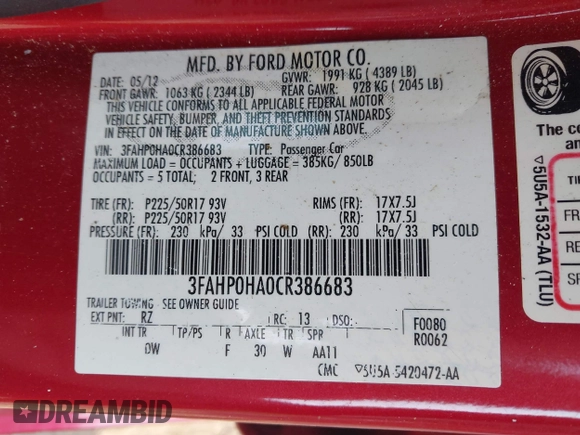 MFD. BY FORD MOTOR CO.
DATE: 05/12 GVWR: 1991 KG ( 4389 LB)
FRONT GAWR: 1063 KG ( 2344 LB) REAR GAWR: 928 KG ( 2045 LB)
THIS VEHICLE CONFORMS TO ALL APPLICABLE FEDERAL MOTOR
VEHICLE SAFETY, BUMPER, AND THEFT PREVENTION STANDARDS
IN EFFECT ON THE DATE OF MANUFACTURE SHOWN ABOVE.
VIN: 3FAHP0HA0CR386683 TYPE: Passenger Car
MAXIMUM LOAD = OCCUPANTS + LUGGAGE = 385KG/ 850LB
OCCUPANTS = 5 TOTAL; 2 FRONT, 3 REAR
TIRE (FR): P225/50R17 93V RIMS (FR): 17X7.5J
(RR): P225/50R17 93V (RR): 17X7.5J
PRESSURE (FR): 230 kPa/ 33 PSI COLD (RR): 230 kPa/ 33 PSI COLD
3FAHP0HA0CR386683
TRAILER TOWING - SEE OWNER GUIDE
EXT PNT: RZ RC: 13 DSO: F0080
R0062
INT TR TP/PS R AXLE TR SPR
DW F 30 W AA11
CMC ▽5U5A-5420472-AA
The co
an
▽5U5A-1532-AA (TLU)
FR
RE
SP
DREAMBID